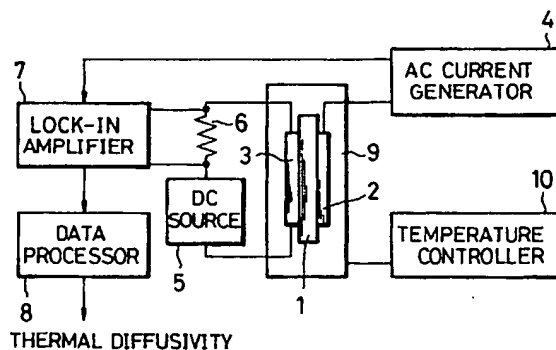 4
7
AC CURRENT
GENERATOR
LOCK-IN
AMPLIFIER
6
3
9
2
10
DC
SOURCE
DATA
PROCESSOR
TEMPERATURE
CONTROLLER
5
1
8
THERMAL DIFFUSIVITY